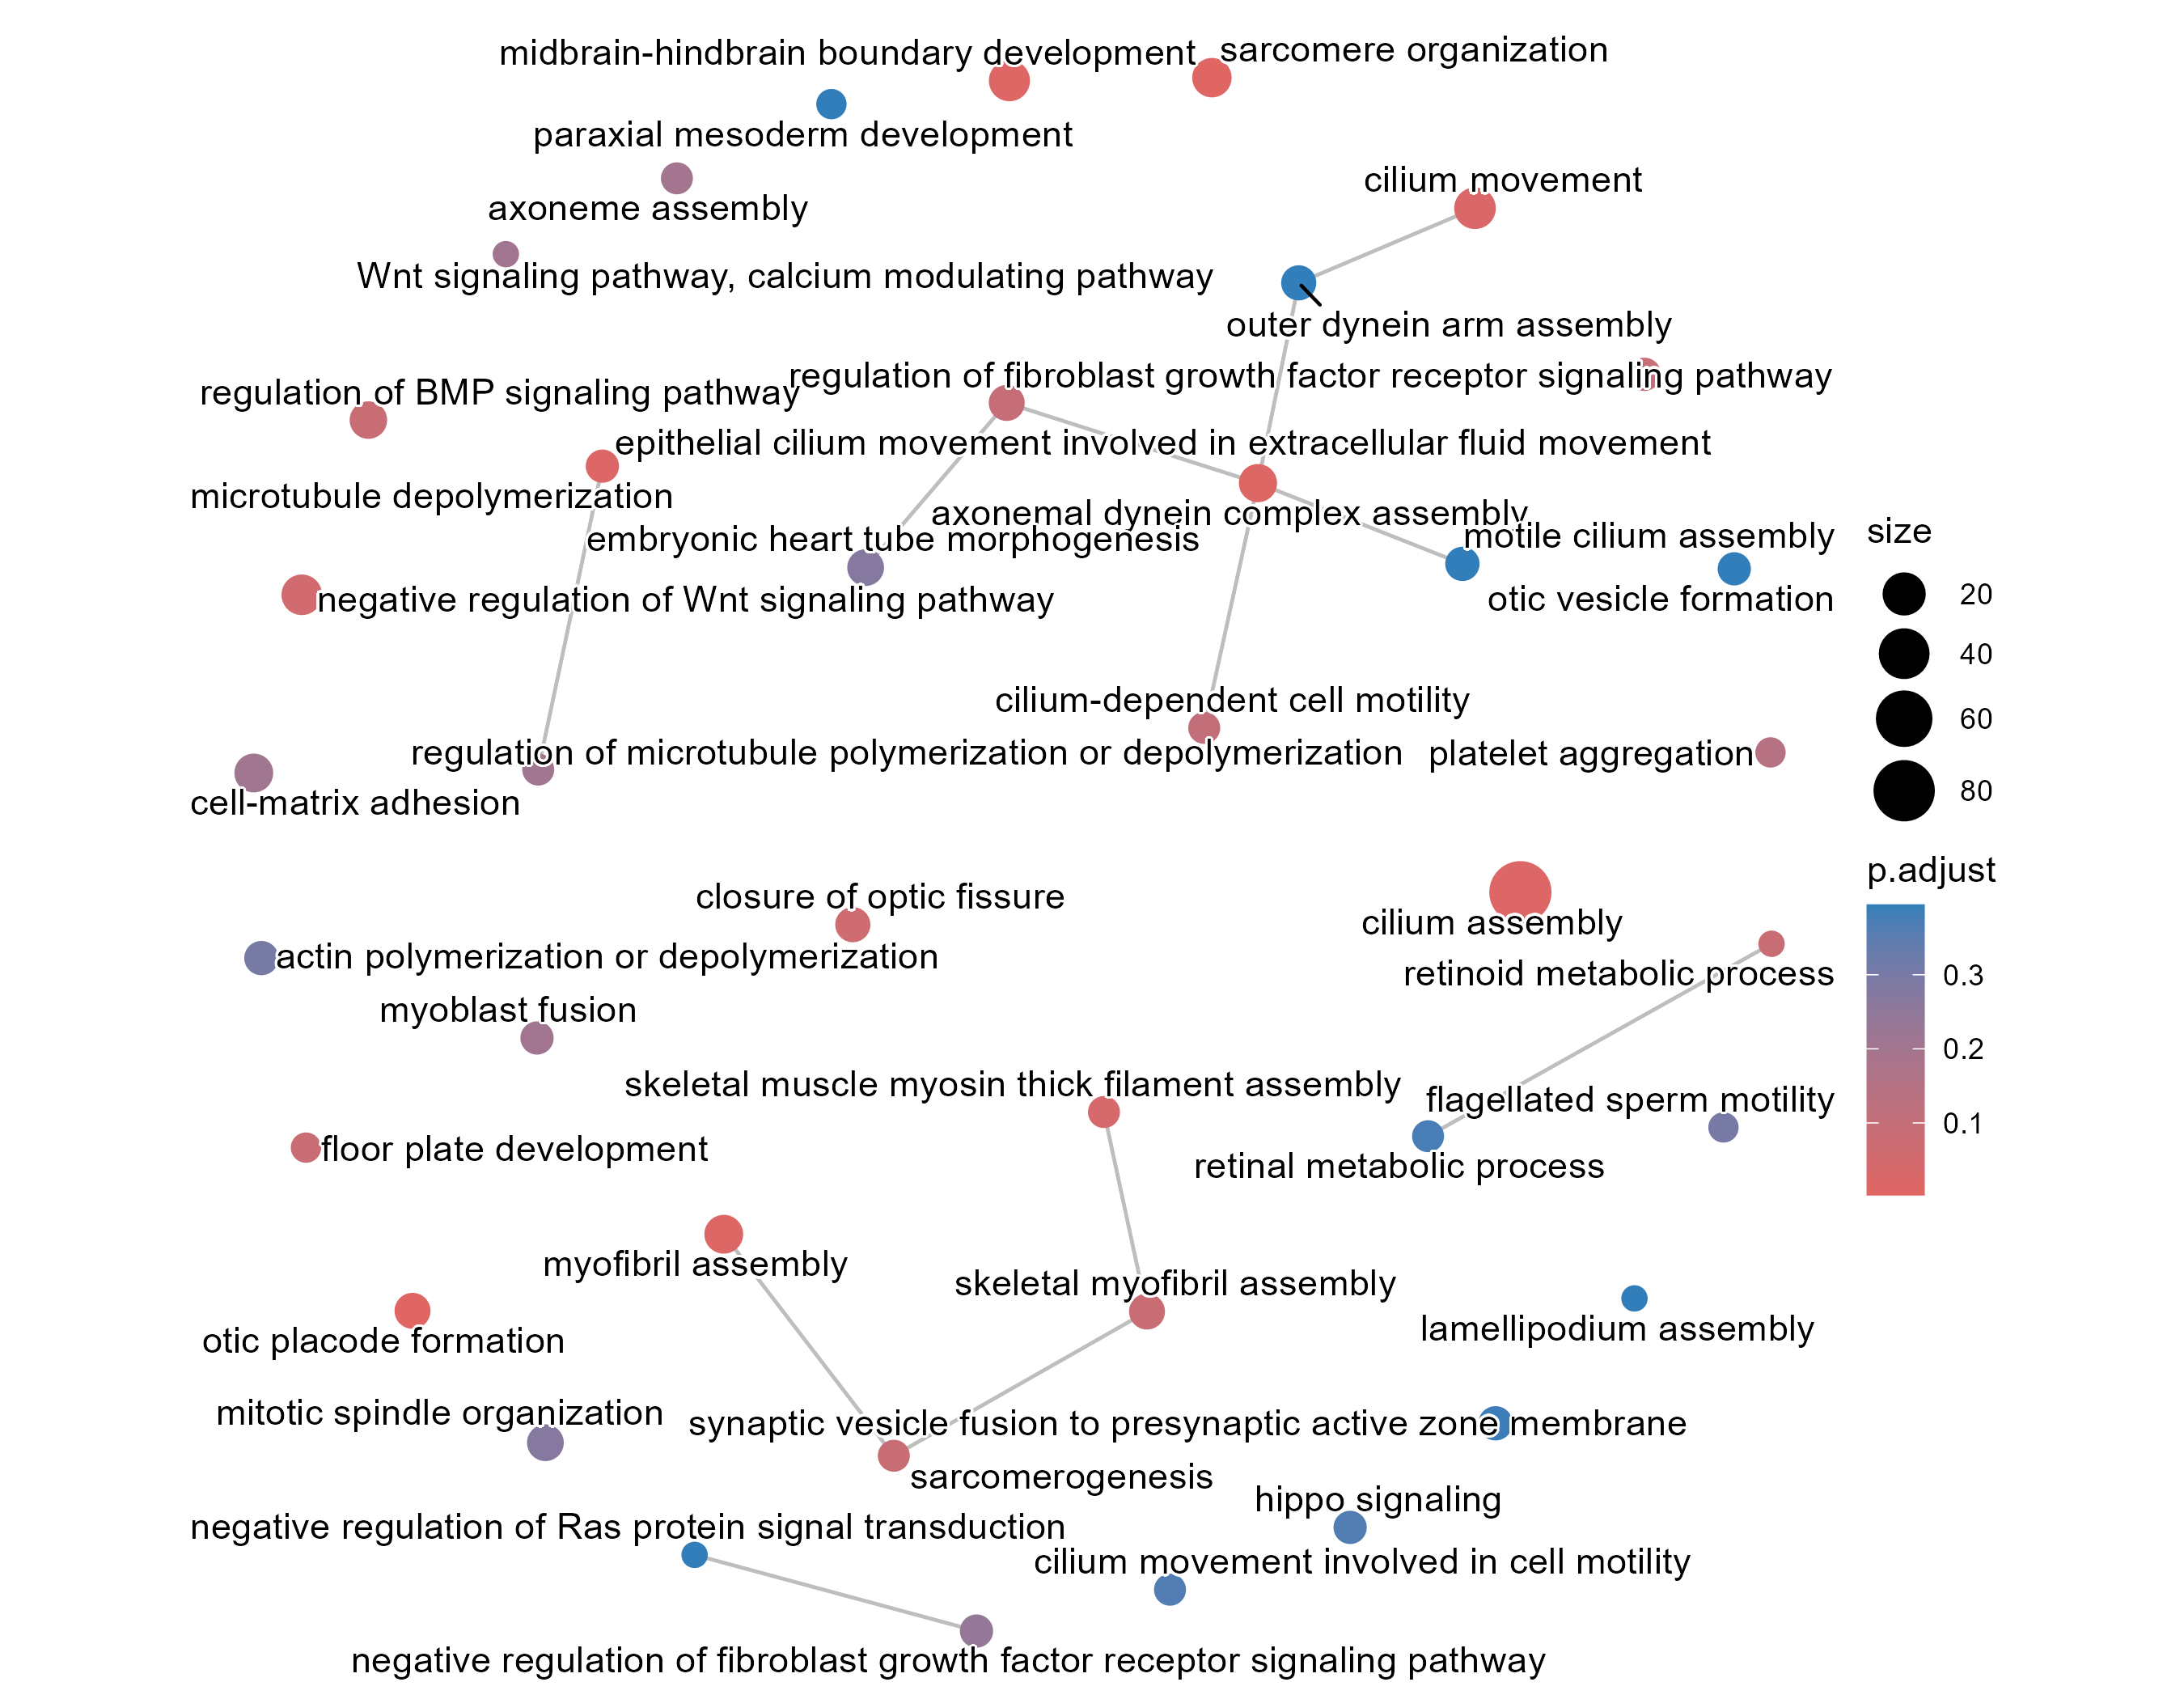 midbrain-hindbrain boundary development
sarcomere organization
paraxial mesoderm development
cilium movement
axoneme assembly
Wnt signaling pathway, calcium modulating pathway
outer dynein arm assembly
regulation of fibroblast growth factor receptor signaling pathway
regulation of BMP signaling pathway
epithelial cilium movement involved in extracellular fluid movement
microtubule depolymerization
axonemal dynein complex assembly
embryonic heart tube morphogenesis
motile cilium assembly
negative regulation of Wnt signaling pathway
otic vesicle formation
cilium-dependent cell motility
regulation of microtubule polymerization or depolymerization
platelet aggregation
cell-matrix adhesion
closure of optic fissure
cilium assembly
actin polymerization or depolymerization
retinoid metabolic process
myoblast fusion
skeletal muscle myosin thick filament assembly
flagellated sperm motility
floor plate development
retinal metabolic process
myofibril assembly
skeletal myofibril assembly
otic placode formation
lamellipodium assembly
mitotic spindle organization
synaptic vesicle fusion to presynaptic active zone membrane
sarcomerogenesis
hippo signaling
negative regulation of Ras protein signal transduction
cilium movement involved in cell motility
negative regulation of fibroblast growth factor receptor signaling pathway
size
20
40
60
80
p.adjust
0.3
0.2
0.1